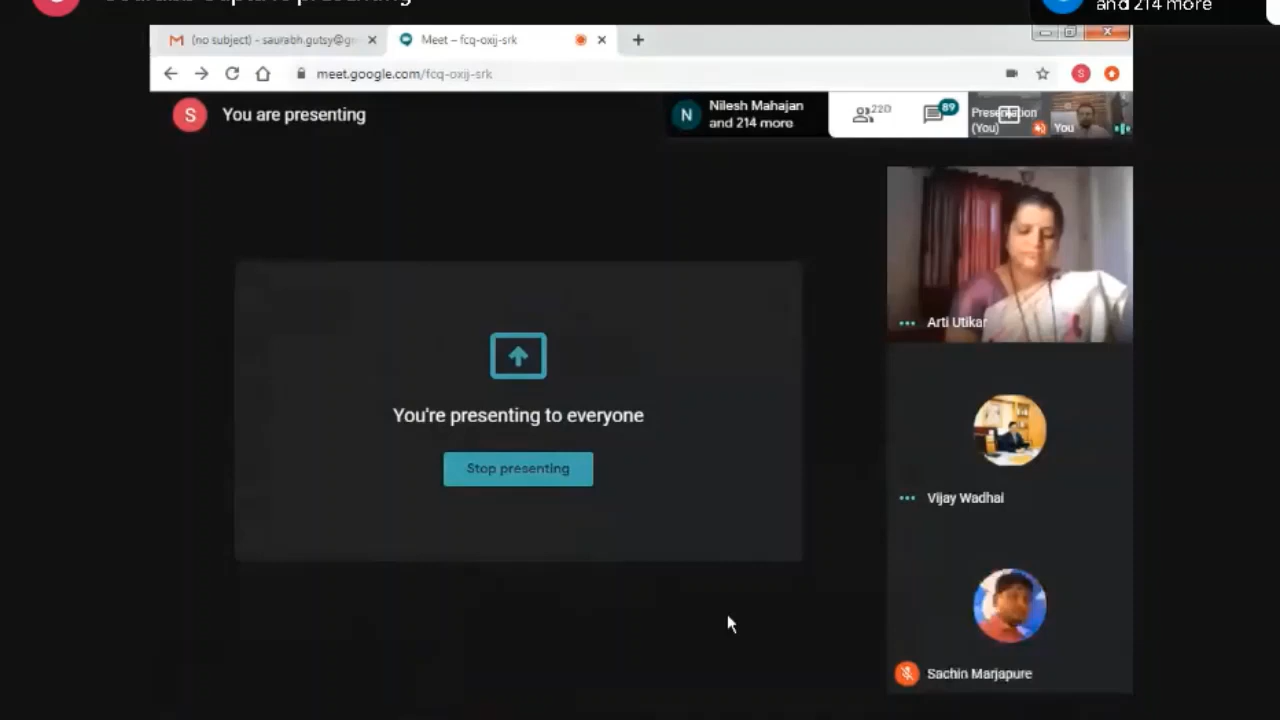 and 214 more
(no subject) - saurabh.gutsy@g
Meet – fcq-oxij-srk
meet.google.com/fcq-oxij-srk
S
S
You are presenting
N
Nilesh Mahajan
and 214 more
220
89
Presentation
(You)
You
Arti Utikar
You're presenting to everyone
Stop presenting
Vijay Wadhai
Sachin Marjapure